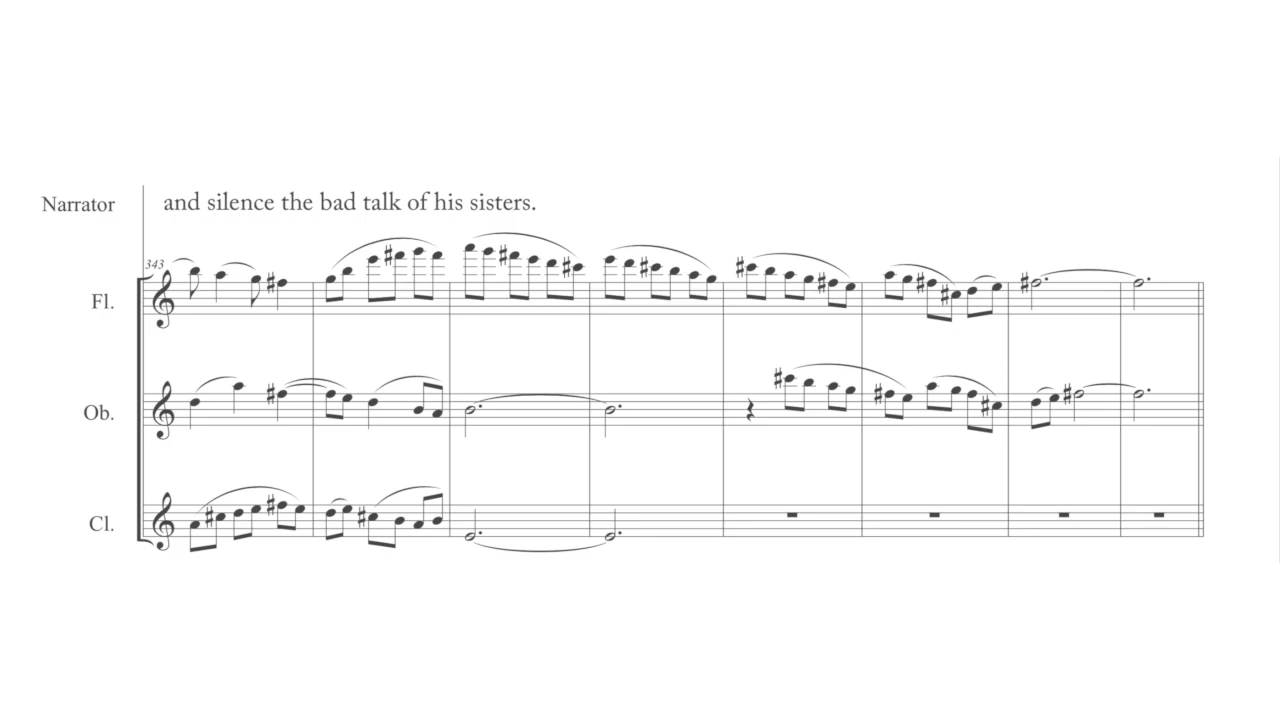 Narrator and silence the bad talk of his sisters.
343
Fl.
Ob.
Cl.